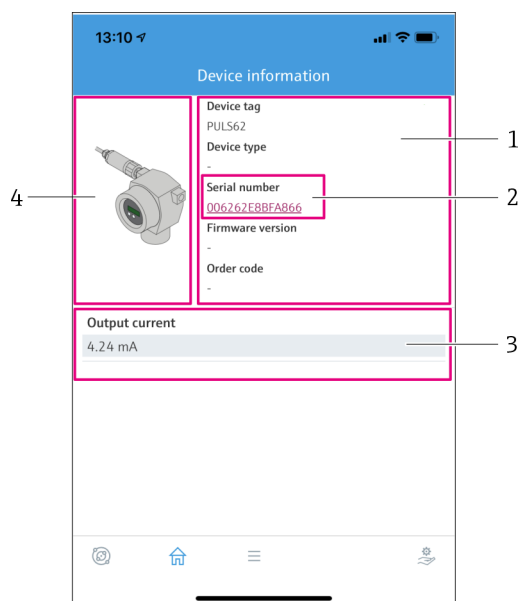 13:10
Device information
Device tag
PULS62
Device type
-
Serial number
006262E8BFA866
Firmware version
-
Order code
-
Output current
4.24 mA
1
2
3
4